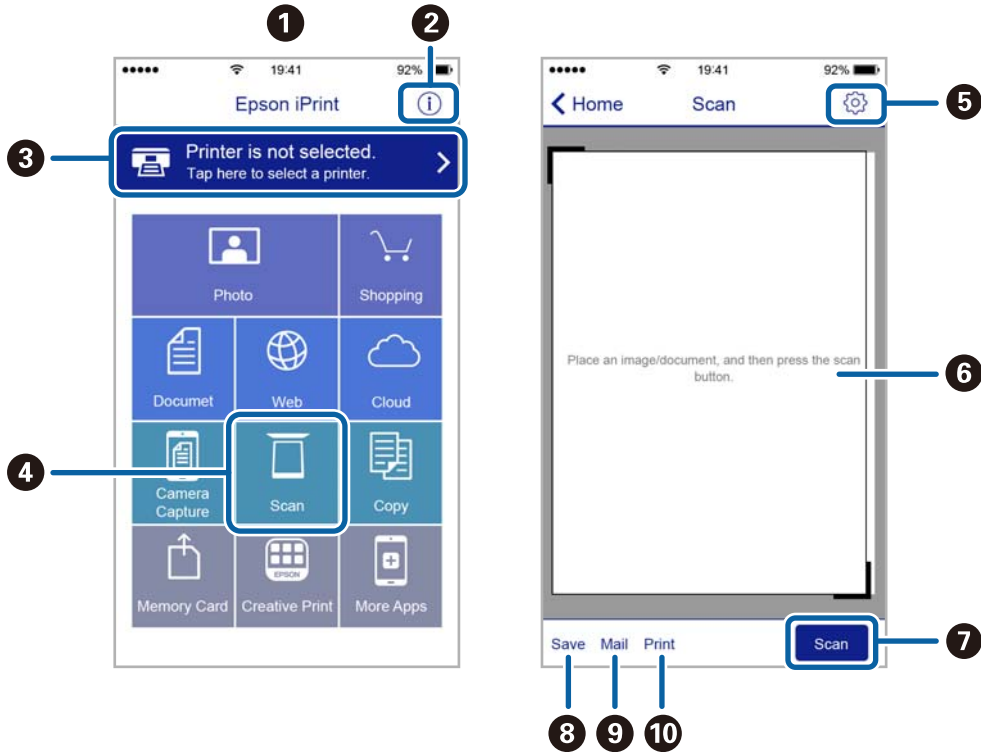 1
2
19:41
92%
Epson iPrint
3
Printer is not selected.
Tap here to select a printer.
Photo
Shopping
Documet
Web
Cloud
4
Camera
Capture
Scan
Copy
EPSON
Memory Card
Creative Print
More Apps
19:41
92%
Home
Scan
5
Place an image/document, and then press the scan
button.
6
Save
Mail
Print
Scan
7
8
9
10